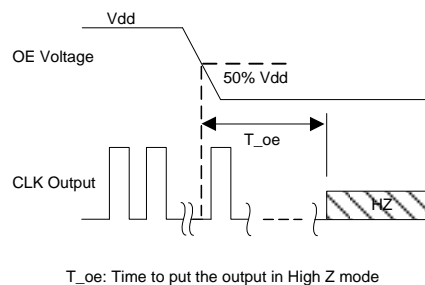 Vdd
OE Voltage
50% Vdd
T_oe
CLK Output
HZ
T_oe: Time to put the output in High Z mode